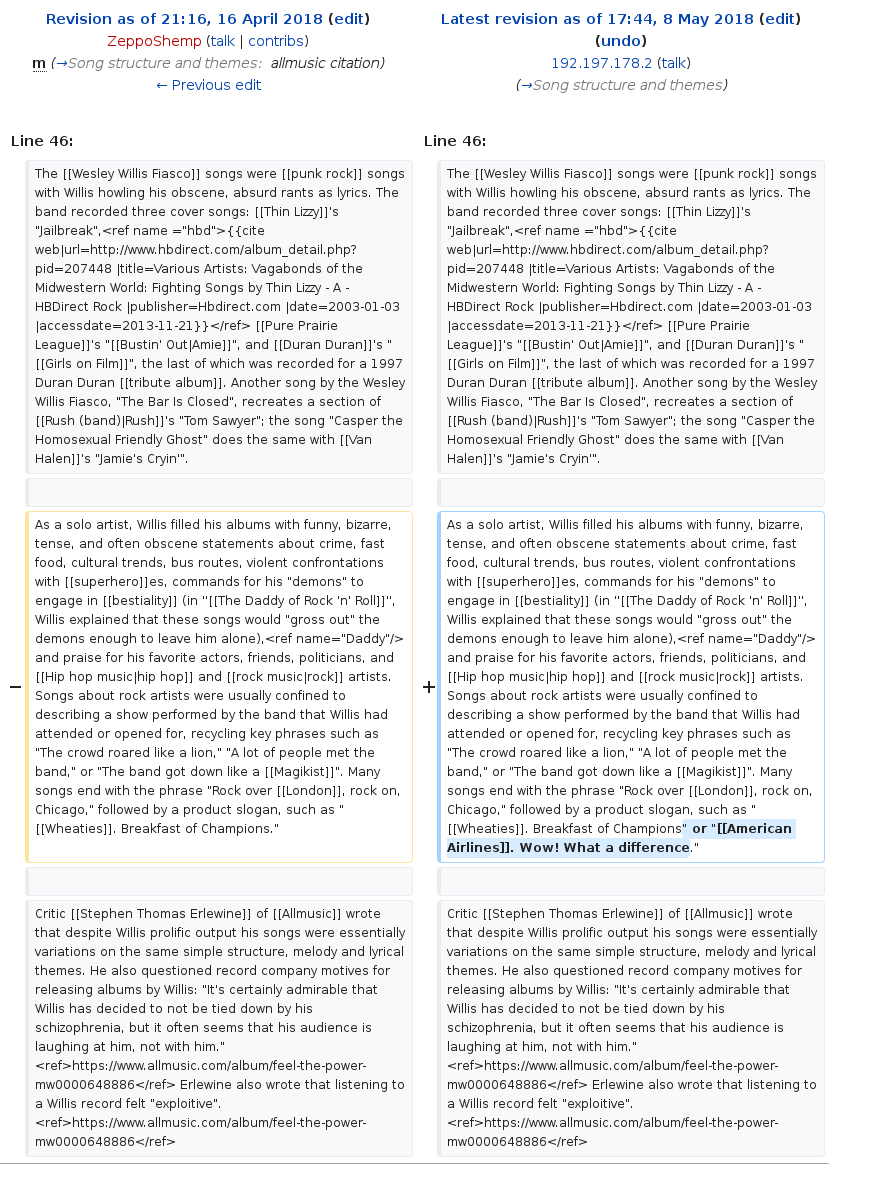 Revision as of 21:16, 16 April 2018 (edit)
ZeppoShemp (talk | contribs)
m (→Song structure and themes: allmusic citation)
← Previous edit
Latest revision as of 17:44, 8 May 2018 (edit)
(undo)
192.197.178.2 (talk)
(→Song structure and themes)
Line 46:
Line 46:
The [[Wesley Willis Fiasco]] songs were [[punk rock]] songs
with Willis howling his obscene, absurd rants as lyrics. The
band recorded three cover songs: [[Thin Lizzy]]'s
"Jailbreak",<ref name ="hbd">{{cite
web|url=http://www.hbdirect.com/album_detail.php?
pid=207448 |title=Various Artists: Vagabonds of the
Midwestern World: Fighting Songs by Thin Lizzy - A -
HBDirect Rock |publisher=Hbdirect.com |date=2003-01-03
|accessdate=2013-11-21}}</ref> [[Pure Prairie
League]]'s "[[Bustin' Out|Amie]]", and [[Duran Duran]]'s "
[[Girls on Film]]", the last of which was recorded for a 1997
Duran Duran [[tribute album]]. Another song by the Wesley
Willis Fiasco, "The Bar Is Closed", recreates a section of
[[Rush (band)|Rush]]'s "Tom Sawyer"; the song "Casper the
Homosexual Friendly Ghost" does the same with [[Van
Halen]]'s "Jamie's Cryin'".
The [[Wesley Willis Fiasco]] songs were [[punk rock]] songs
with Willis howling his obscene, absurd rants as lyrics. The
band recorded three cover songs: [[Thin Lizzy]]'s
"Jailbreak",<ref name ="hbd">{{cite
web|url=http://www.hbdirect.com/album_detail.php?
pid=207448 |title=Various Artists: Vagabonds of the
Midwestern World: Fighting Songs by Thin Lizzy - A -
HBDirect Rock |publisher=Hbdirect.com |date=2003-01-03
|accessdate=2013-11-21}}</ref> [[Pure Prairie
League]]'s "[[Bustin' Out|Amie]]", and [[Duran Duran]]'s "
[[Girls on Film]]", the last of which was recorded for a 1997
Duran Duran [[tribute album]]. Another song by the Wesley
Willis Fiasco, "The Bar Is Closed", recreates a section of
[[Rush (band)|Rush]]'s "Tom Sawyer"; the song "Casper the
Homosexual Friendly Ghost" does the same with [[Van
Halen]]'s "Jamie's Cryin'".
−
As a solo artist, Willis filled his albums with funny, bizarre,
tense, and often obscene statements about crime, fast
food, cultural trends, bus routes, violent confrontations
with [[superhero]]es, commands for his "demons" to
engage in [[bestiality]] (in ''[[The Daddy of Rock 'n' Roll]]'',
Willis explained that these songs would "gross out" the
demons enough to leave him alone),<ref name="Daddy"/>
and praise for his favorite actors, friends, politicians, and
[[Hip hop music|hip hop]] and [[rock music|rock]] artists.
Songs about rock artists were usually confined to
describing a show performed by the band that Willis had
attended or opened for, recycling key phrases such as
"The crowd roared like a lion," "A lot of people met the
band," or "The band got down like a [[Magikist]]". Many
songs end with the phrase "Rock over [[London]], rock on,
Chicago," followed by a product slogan, such as "
[[Wheaties]]. Breakfast of Champions."
+
As a solo artist, Willis filled his albums with funny, bizarre,
tense, and often obscene statements about crime, fast
food, cultural trends, bus routes, violent confrontations
with [[superhero]]es, commands for his "demons" to
engage in [[bestiality]] (in ''[[The Daddy of Rock 'n' Roll]]'',
Willis explained that these songs would "gross out" the
demons enough to leave him alone),<ref name="Daddy"/>
and praise for his favorite actors, friends, politicians, and
[[Hip hop music|hip hop]] and [[rock music|rock]] artists.
Songs about rock artists were usually confined to
describing a show performed by the band that Willis had
attended or opened for, recycling key phrases such as
"The crowd roared like a lion," "A lot of people met the
band," or "The band got down like a [[Magikist]]". Many
songs end with the phrase "Rock over [[London]], rock on,
Chicago," followed by a product slogan, such as "
[[Wheaties]]. Breakfast of Champions" or "[[American
Airlines]]. Wow! What a difference."
Critic [[Stephen Thomas Erlewine]] of [[Allmusic]] wrote
that despite Willis prolific output his songs were essentially
variations on the same simple structure, melody and lyrical
themes. He also questioned record company motives for
releasing albums by Willis: "It's certainly admirable that
Willis has decided to not be tied down by his
schizophrenia, but it often seems that his audience is
laughing at him, not with him."
<ref>https://www.allmusic.com/album/feel-the-power-
mw0000648886</ref> Erlewine also wrote that listening to
a Willis record felt "exploitive".
<ref>https://www.allmusic.com/album/feel-the-power-
mw0000648886</ref>
Critic [[Stephen Thomas Erlewine]] of [[Allmusic]] wrote
that despite Willis prolific output his songs were essentially
variations on the same simple structure, melody and lyrical
themes. He also questioned record company motives for
releasing albums by Willis: "It's certainly admirable that
Willis has decided to not be tied down by his
schizophrenia, but it often seems that his audience is
laughing at him, not with him."
<ref>https://www.allmusic.com/album/feel-the-power-
mw0000648886</ref> Erlewine also wrote that listening to
a Willis record felt "exploitive".
<ref>https://www.allmusic.com/album/feel-the-power-
mw0000648886</ref>